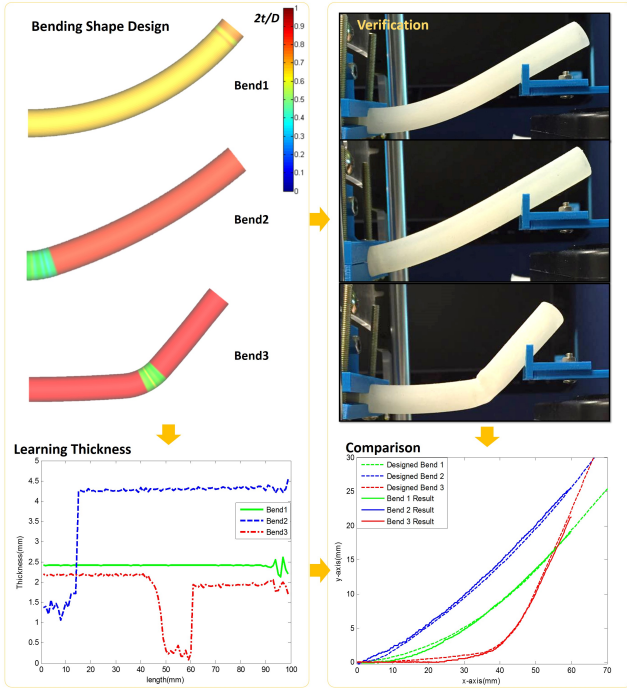 Bending Shape Design
2t/D
1
0.9
0.8
0.7
0.6
0.5
0.4
0.3
0.2
0.1
0
Bend1
Bend2
Bend3
Verification
Learning Thickness
5
4.5
4
3.5
3
2.5
2
1.5
1
0.5
0
Thickness(mm)
Bend1
Bend2
Bend3
0 10 20 30 40 50 60 70 80 90 100
length(mm)
Comparison
30
25
20
15
10
5
0
y-axis(mm)
Designed Bend 1
Designed Bend 2
Designed Bend 3
Bend 1 Result
Bend 2 Result
Bend 3 Result
0 10 20 30 40 50 60 70
x-axis(mm)